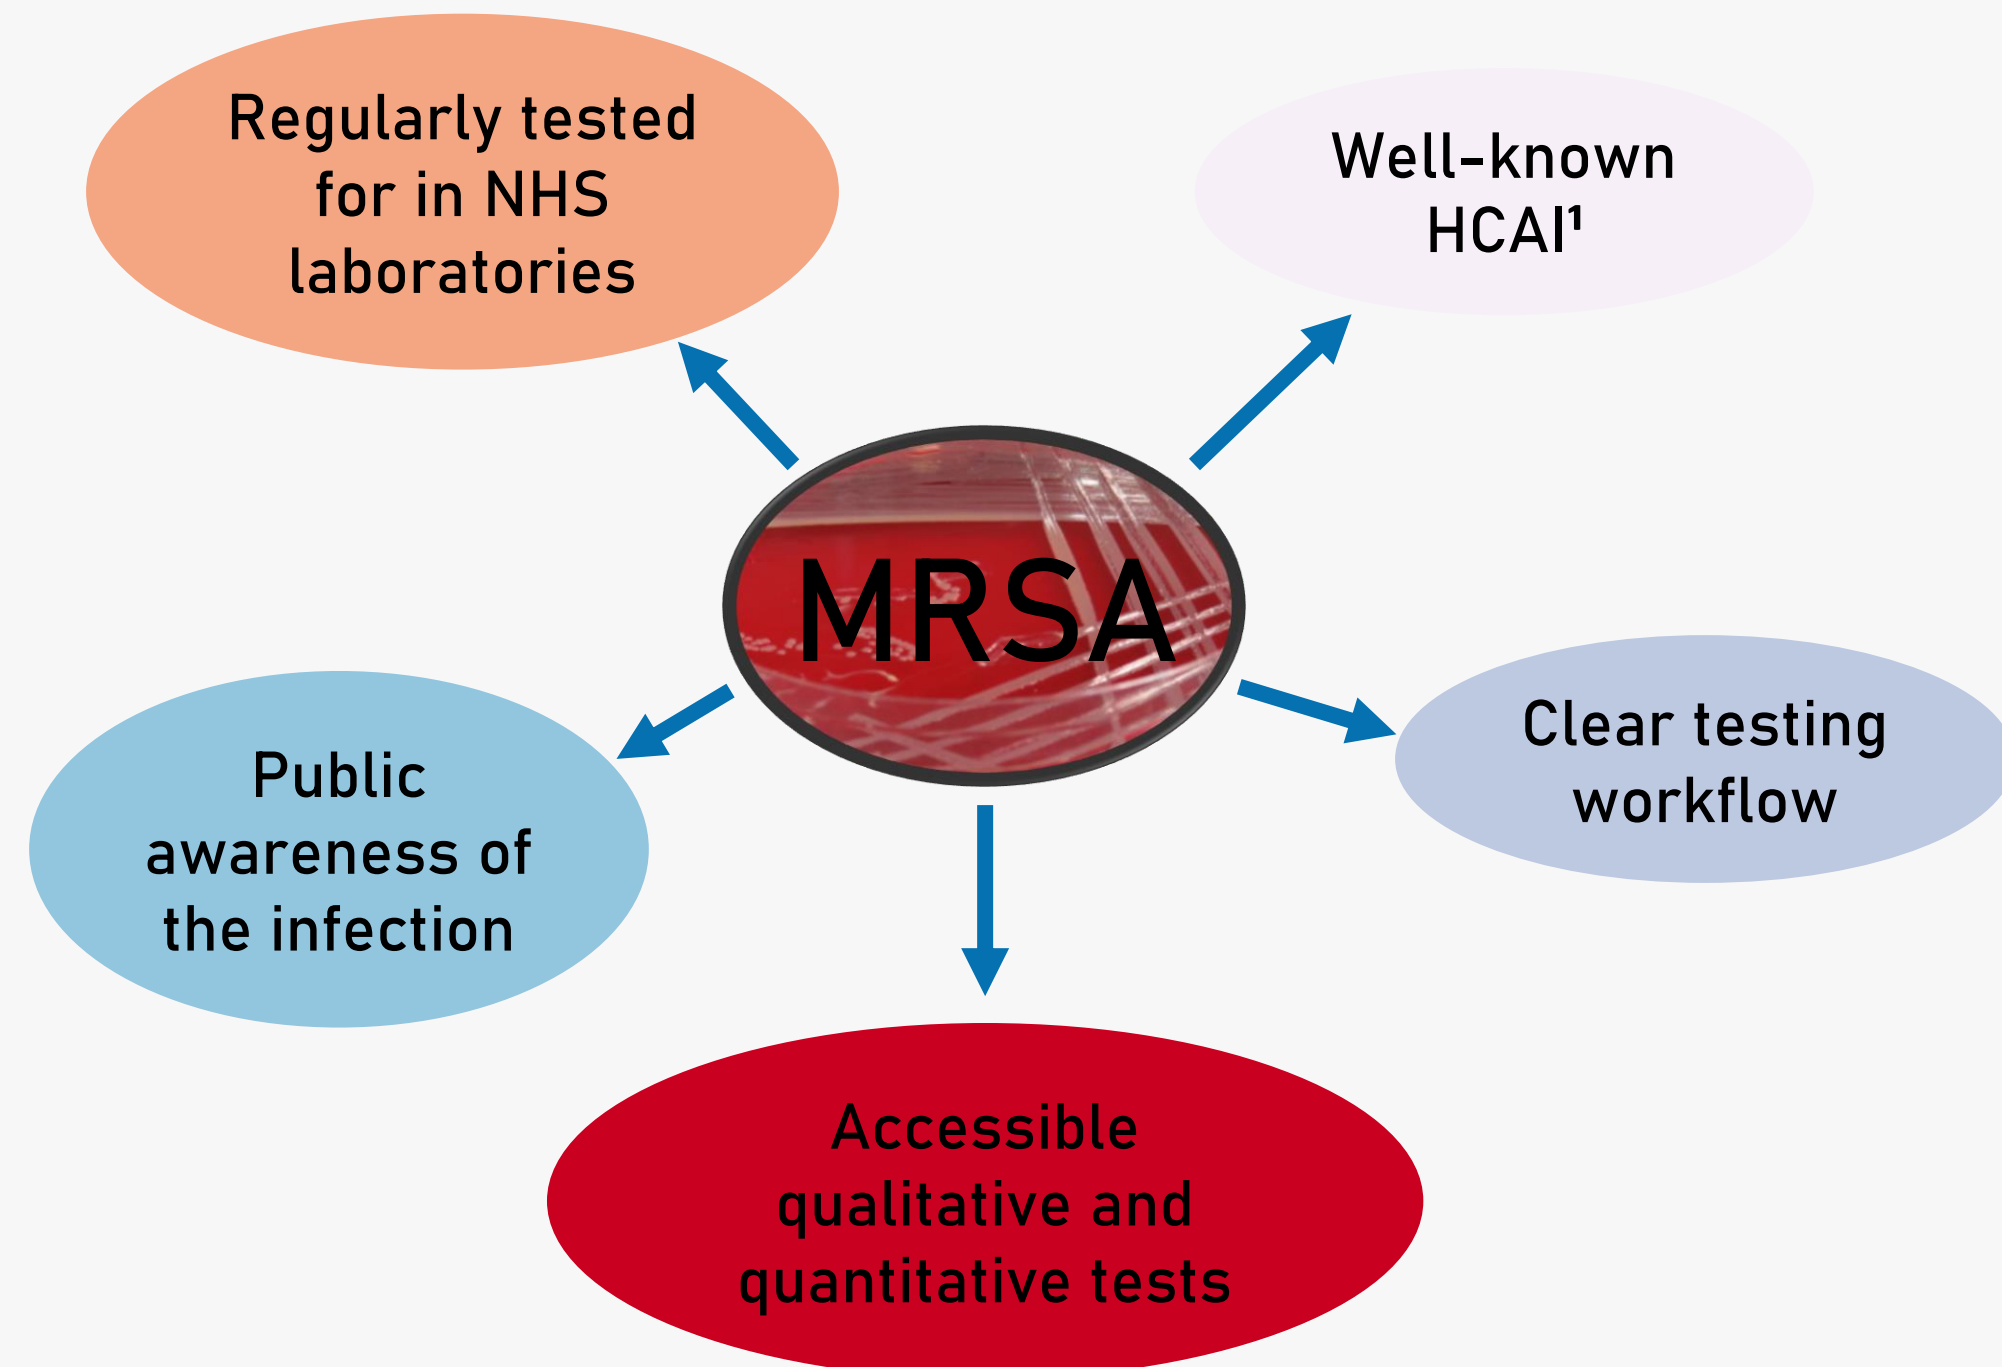 Regularly tested
for in NHS
laboratories
Well-known
HCAI¹
MRSA
Public
awareness of
the infection
Clear testing
workflow
Accessible
qualitative and
quantitative tests